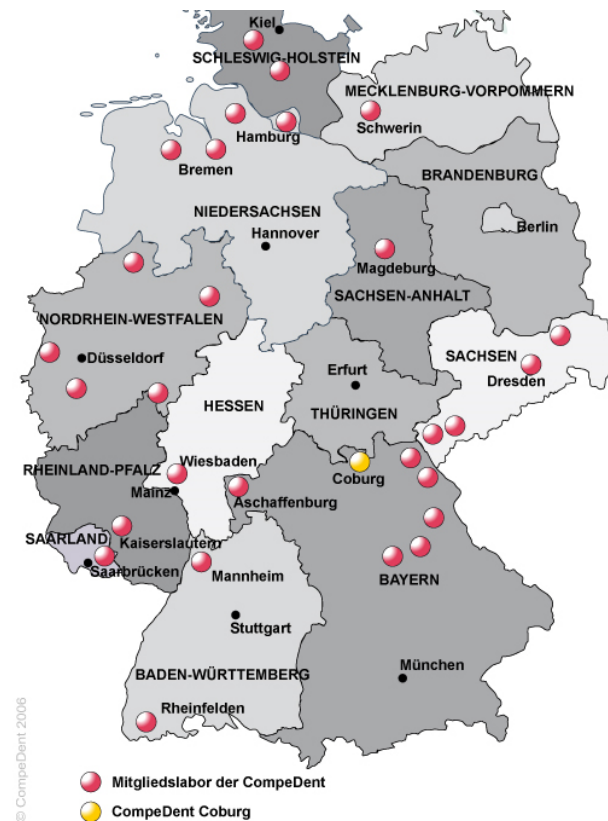 Kiel
SCHLESWIG-HOLSTEIN
MECKLENBURG-VORPOMMERN
Schwerin
Hamburg
Bremen
BRANDENBURG
NIEDERSACHSEN
Berlin
Hannover
Magdeburg
SACHSEN-ANHALT
NORDRHEIN-WESTFALEN
Düsseldorf
SACHSEN
Dresden
Erfurt
HESSEN
THÜRINGEN
RHEINLAND-PFALZ
Wiesbaden
Coburg
Mainz
Aschaffenburg
SAARLAND
Kaiserslautern
Saarbrücken
Mannheim
BAYERN
Stuttgart
München
BADEN-WÜRTTEMBERG
Rheinfelden
Mitgliedslabor der CompeDent
CompeDent Coburg
© CompeDent 2006